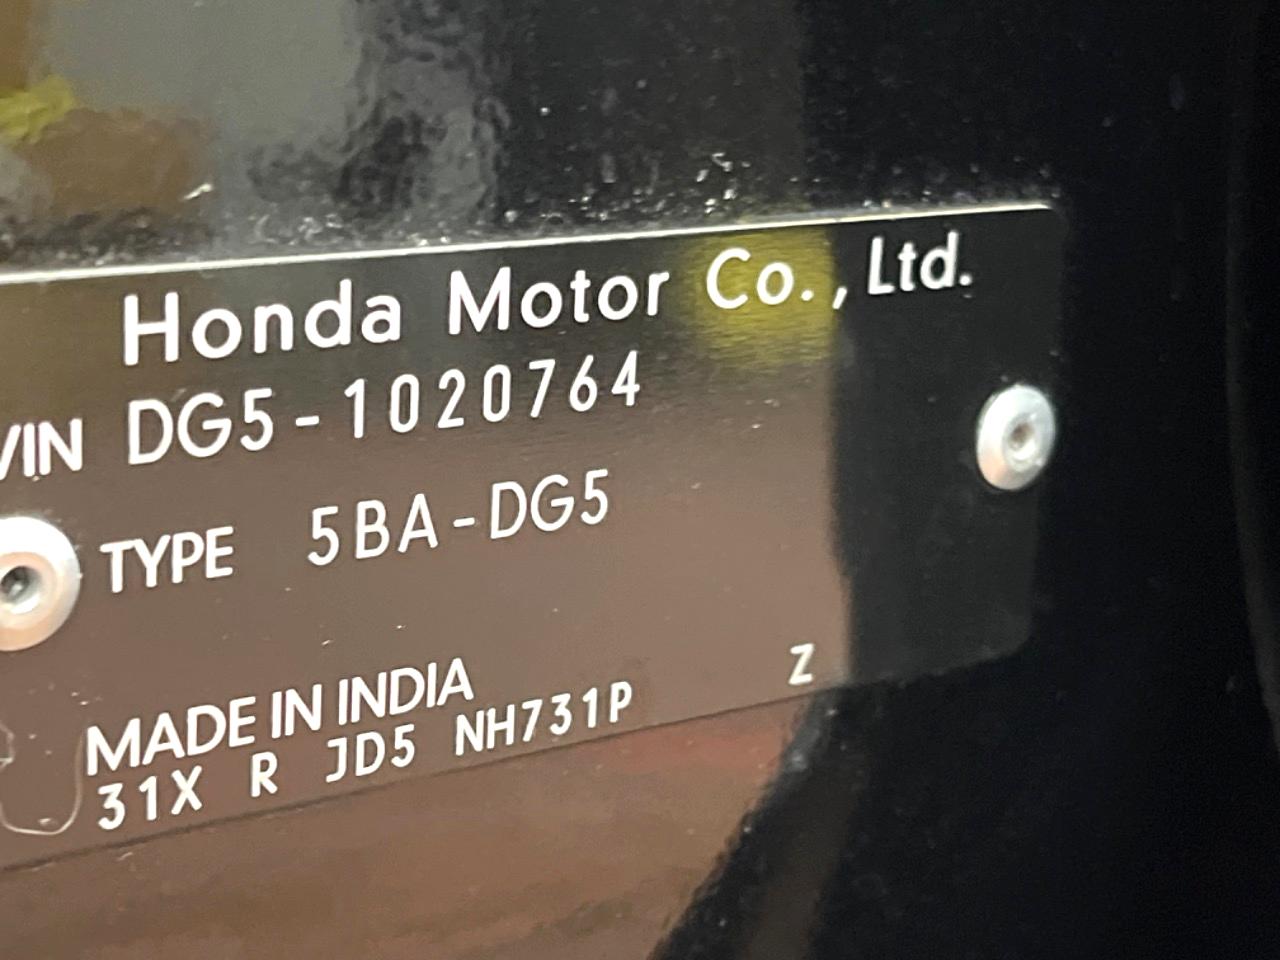 Honda Motor Co., Ltd.
VIN DG5-1020764
TYPE 5BA-DG5
MADE IN INDIA Z
31X R JD5 NH731P